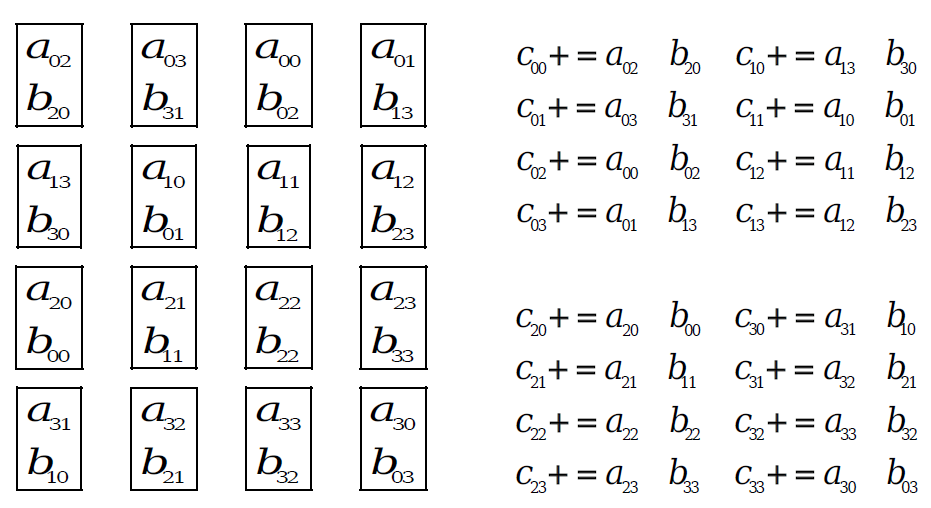 a₀₂ a₀₃ a₀₀ a₀₁
b₂₀ b₃₁ b₀₂ b₁₃
a₁₃ a₁₀ a₁₁ a₁₂
b₃₀ b₀₁ b₁₂ b₂₃
a₂₀ a₂₁ a₂₂ a₂₃
b₀₀ b₁₁ b₂₂ b₃₃
a₃₁ a₃₂ a₃₃ a₃₀
b₁₀ b₂₁ b₃₂ b₀₃
c₀₀+=a₀₂ b₂₀ c₁₀+=a₁₃ b₃₀
c₀₁+=a₀₃ b₃₁ c₁₁+=a₁₀ b₀₁
c₀₂+=a₀₀ b₀₂ c₁₂+=a₁₁ b₁₂
c₀₃+=a₀₁ b₁₃ c₁₃+=a₁₂ b₂₃
c₂₀+=a₂₀ b₀₀ c₃₀+=a₃₁ b₁₀
c₂₁+=a₂₁ b₁₁ c₃₁+=a₃₂ b₂₁
c₂₂+=a₂₂ b₂₂ c₃₂+=a₃₃ b₃₂
c₂₃+=a₂₃ b₃₃ c₃₃+=a₃₀ b₀₃